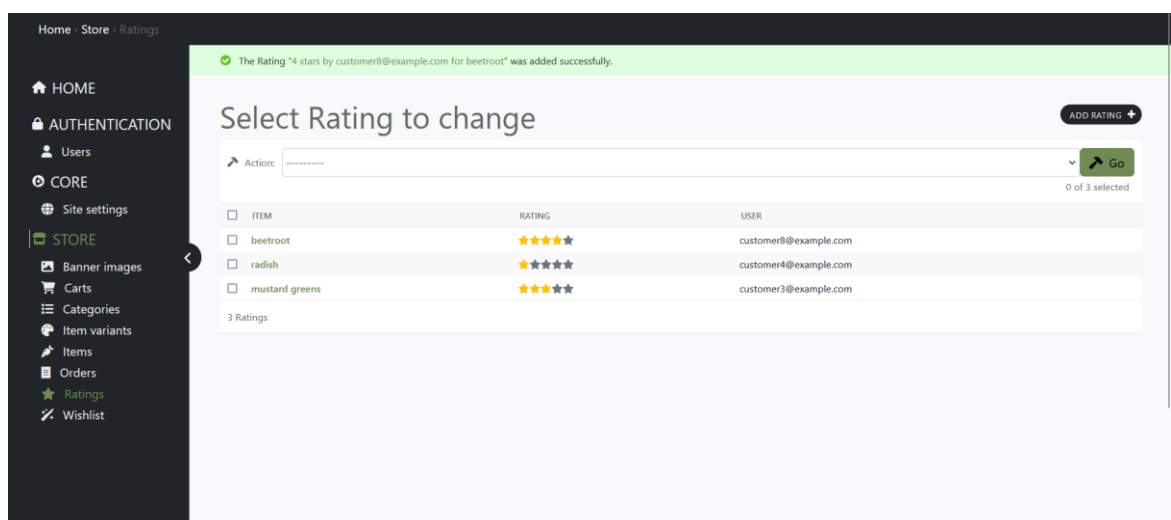 Home › Store › Ratings
The Rating "4 stars by customer8@example.com for beetroot" was added successfully.
HOME
AUTHENTICATION
Users
CORE
Site settings
STORE
Banner images
Carts
Categories
Item variants
Items
Orders
Ratings
Wishlist
Select Rating to change
ADD RATING
Action: --------- Go
0 of 3 selected
ITEM RATING USER
beetroot customer8@example.com
radish customer4@example.com
mustard greens customer3@example.com
3 Ratings